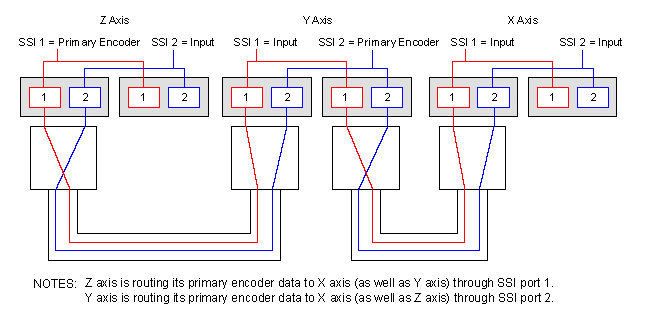 Z Axis Y Axis X Axis
SSI 1 = Primary Encoder SSI 2 = Input SSI 1 = Input SSI 2 = Primary Encoder SSI 1 = Input SSI 2 = Input
1 2 1 2 1 2 1 2 1 2 1 2
NOTES: Z axis is routing its primary encoder data to X axis (as well as Y axis) through SSI port 1.
Y axis is routing its primary encoder data to X axis (as well as Z axis) through SSI port 2.